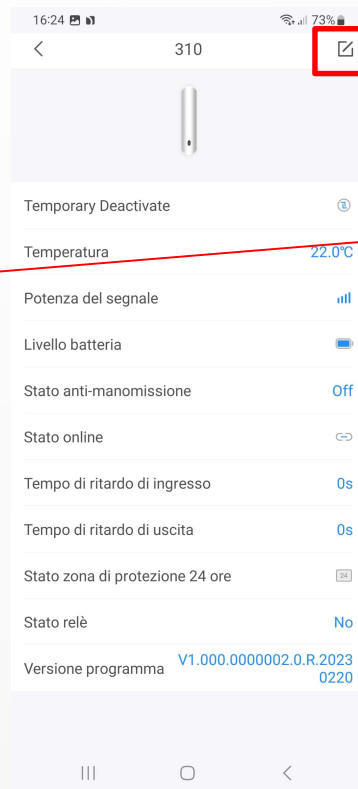 16:24 73%
310
Temporary Deactivate
Temperatura 22.0°C
Potenza del segnale
Livello batteria
Stato anti-manomissione Off
Stato online
Tempo di ritardo di ingresso 0s
Tempo di ritardo di uscita 0s
Stato zona di protezione 24 ore 24
Stato relè No
Versione programma V1.000.0000002.0.R.2023
0220